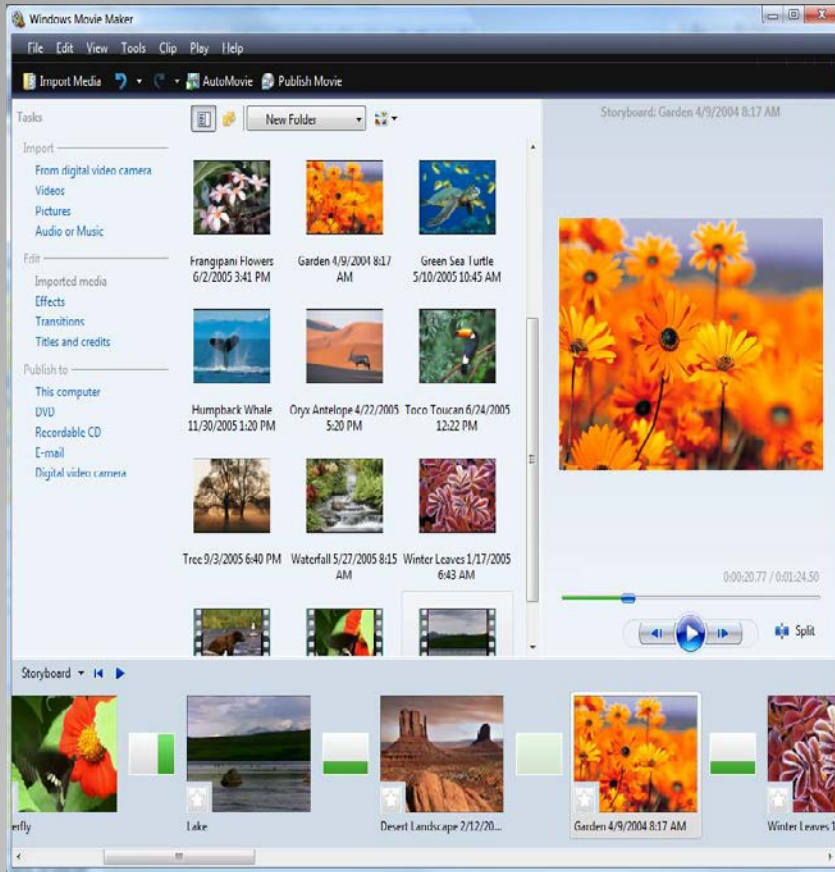 Windows Movie Maker
File Edit View Tools Clip Play Help
Import Media AutoMovie Publish Movie
Tasks
Import
From digital video camera
Videos
Pictures
Audio or Music
Edit
Imported media
Effects
Transitions
Titles and credits
Publish to
This computer
DVD
Recordable CD
E-mail
Digital video camera
New Folder
Frangipani Flowers
6/2/2005 3:41 PM
Garden 4/9/2004 8:17
AM
Green Sea Turtle
5/10/2005 10:45 AM
Humpback Whale
11/30/2005 1:20 PM
Oryx Antelope 4/22/2005
5:20 PM
Toco Toucan 6/24/2005
12:22 PM
Tree 9/3/2005 6:40 PM
Waterfall 5/27/2005 8:15
AM
Winter Leaves 1/17/2005
6:43 AM
Storyboard: Garden 4/9/2004 8:17 AM
0:00:20.77 / 0:01:24.50
Split
Storyboard
erfly
Lake
Desert Landscape 2/12/20...
Garden 4/9/2004 8:17 AM
Winter Leaves 1